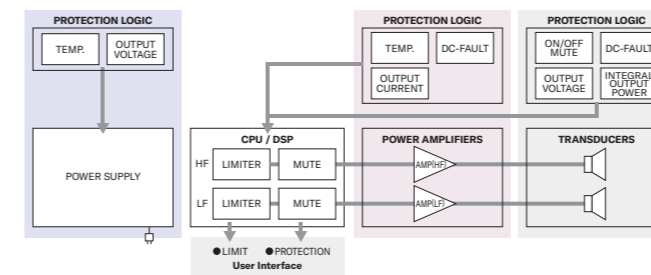 PROTECTION LOGIC
TEMP.
OUTPUT
VOLTAGE
POWER SUPPLY
PROTECTION LOGIC
TEMP.
DC-FAULT
OUTPUT
CURRENT
PROTECTION LOGIC
ON/OFF
MUTE
DC-FAULT
OUTPUT
VOLTAGE
INTEGRAL
OUTPUT
POWER
CPU / DSP
HF
LIMITER
MUTE
LF
LIMITER
MUTE
POWER AMPLIFIERS
AMP(HF)
AMP(LF)
TRANSDUCERS
●LIMIT ●PROTECTION
User Interface